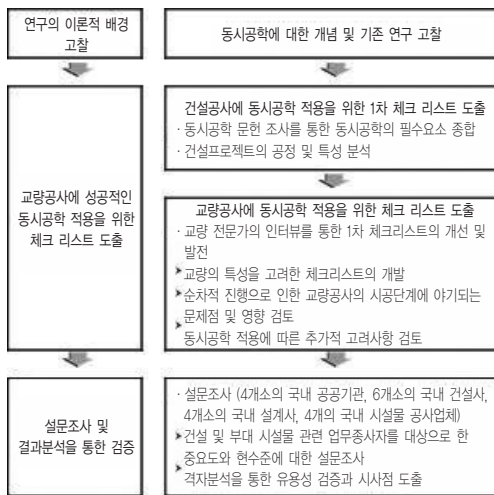 연구의 이론적 배경
고찰
동시공학에 대한 개념 및 기존 연구 고찰
교량공사에 성공적인
동시공학 적용을 위한
체크 리스트 도출
건설공사에 동시공학 적용을 위한 1차 체크 리스트 도출
· 동시공학 문헌 조사를 통한 동시공학의 필수요소 종합
· 건설프로젝트의 공정 및 특성 분석
교량공사에 동시공학 적용을 위한 체크 리스트 도출
· 교량 전문가의 인터뷰를 통한 1차 체크리스트의 개선 및
발전
➤교량의 특성을 고려한 체크리스트의 개발
➤순차적 진행으로 인한 교량공사의 시공단계에 야기되는
문제점 및 영향 검토
➤동시공학 적용에 따른 추가적 고려사항 검토
설문조사 및
결과분석을 통한 검증
· 설문조사 (4개소의 국내 공공기관, 6개소의 국내 건설사,
4개소의 국내 설계사, 4개의 국내 시설물 공사업체)
➤건설 및 부대 시설물 관련 업무종사자를 대상으로 한
중요도와 현수준에 대한 설문조사
➤격자분석을 통한 유용성 검증과 시사점 도출